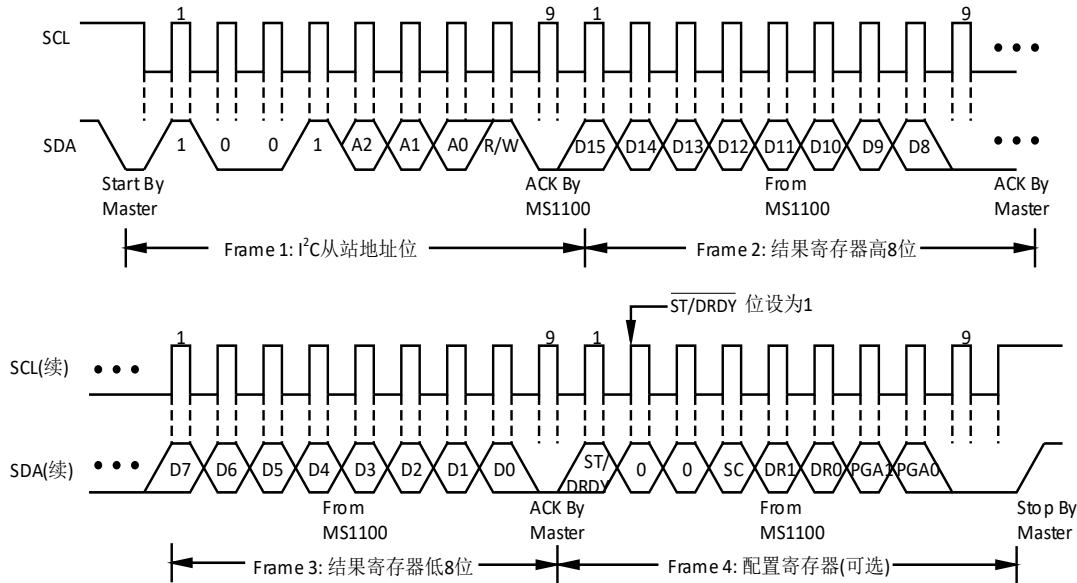 1 9 1 9
SCL
SDA
1 0 0 1 A2 A1 A0 R/W D15 D14 D13 D12 D11 D10 D9 D8
Start By
Master
ACK By
MS1100
From
MS1100
ACK By
Master
Frame 1: I²C从站地址位
Frame 2: 结果寄存器高8位
ST/DRDY 位设为1
1 9 1 9
SCL(续)
SDA(续)
D7 D6 D5 D4 D3 D2 D1 D0 ST/DRDY 0 0 SC DR1 DR0 PGA1 PGA0
From
MS1100
ACK By
Master
From
MS1100
Stop By
Master
Frame 3: 结果寄存器低8位
Frame 4: 配置寄存器(可选)